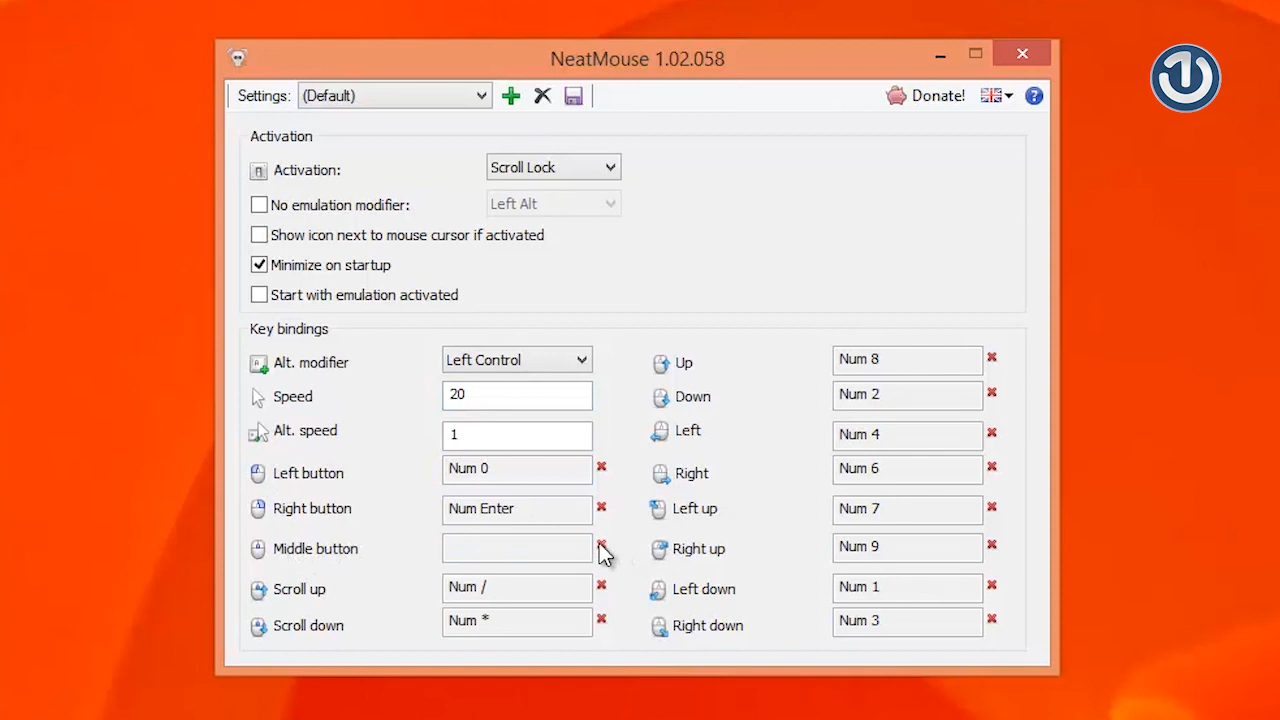 NeatMouse 1.02.058
Settings: (Default) Donate! ?
Activation
Activation: Scroll Lock
No emulation modifier: Left Alt
Show icon next to mouse cursor if activated
Minimize on startup
Start with emulation activated
Key bindings
Alt. modifier Left Control Up Num 8
Speed 20 Down Num 2
Alt. speed 1 Left Num 4
Left button Num 0 Right Num 6
Right button Num Enter Left up Num 7
Middle button Right up Num 9
Scroll up Num / Left down Num 1
Scroll down Num * Right down Num 3